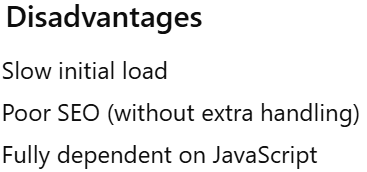 Disadvantages
Slow initial load
Poor SEO (without extra handling)
Fully dependent on JavaScript